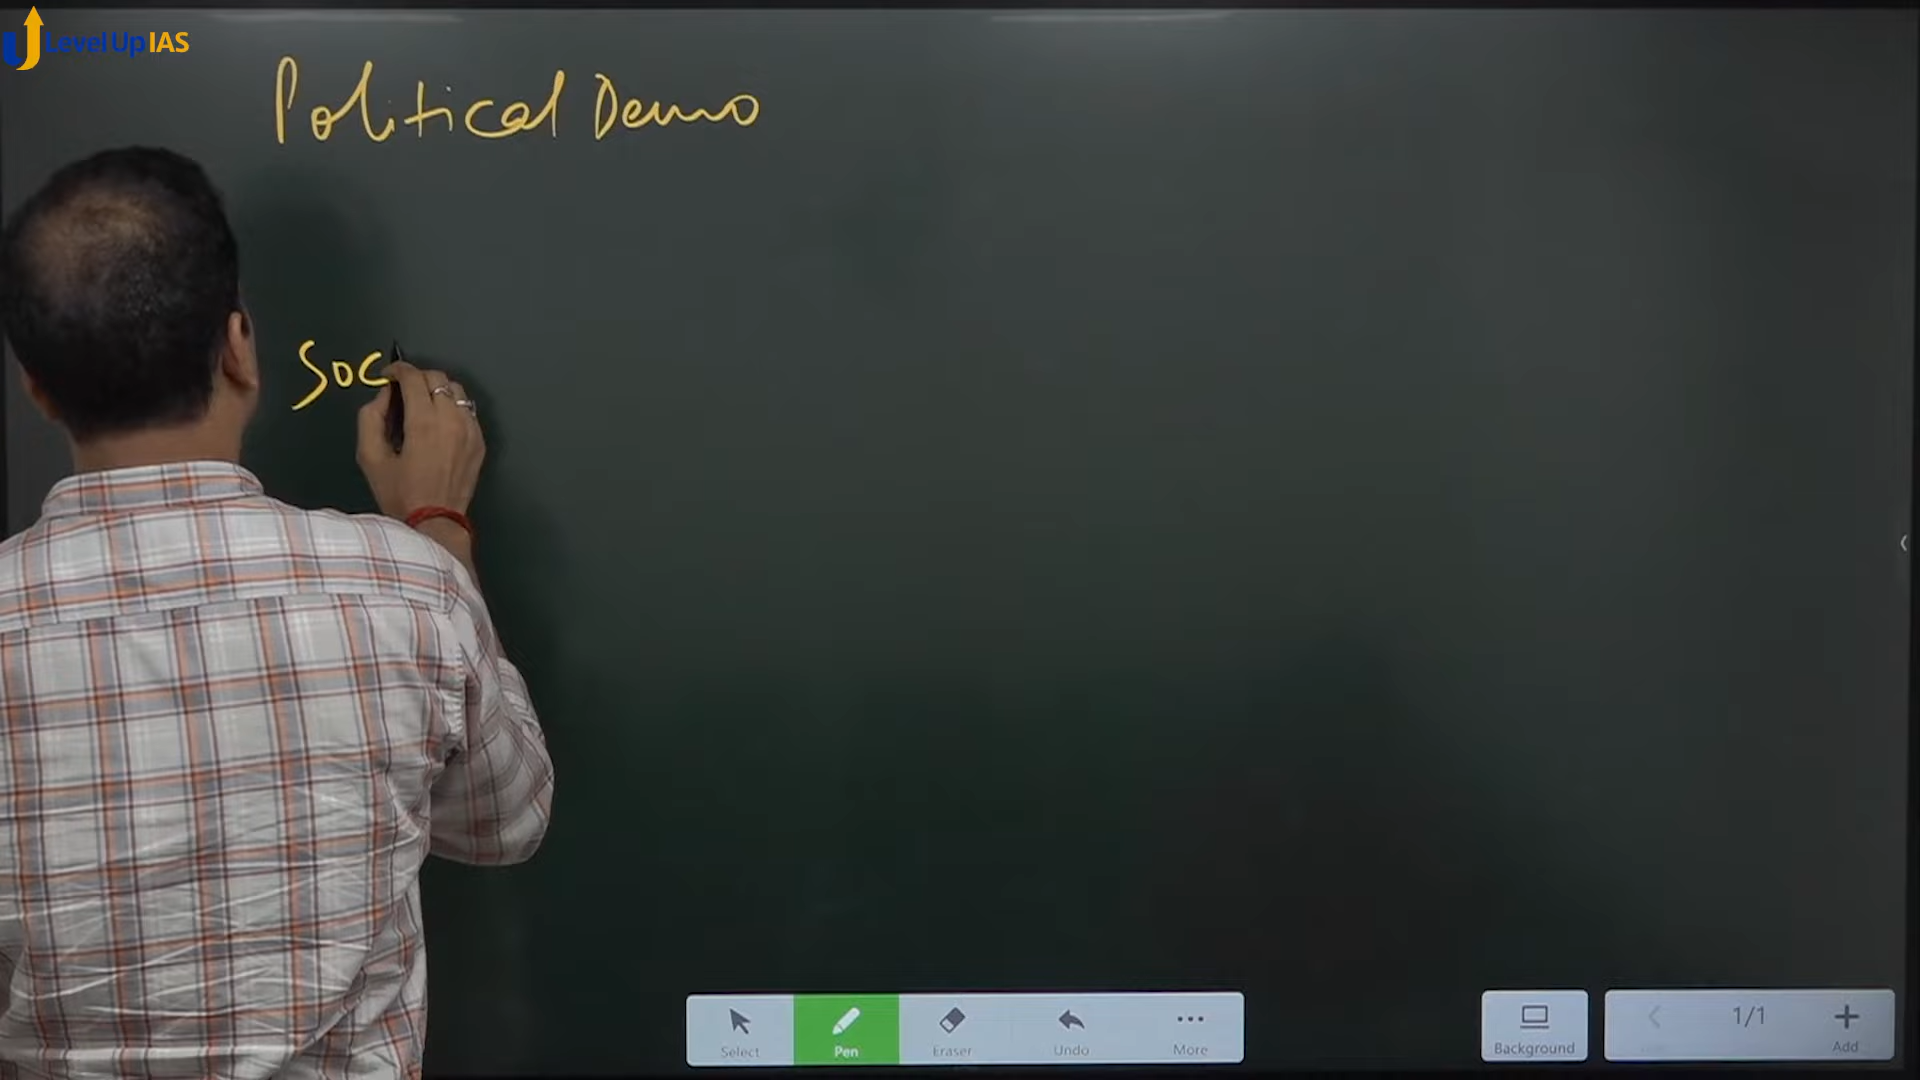 Level Up IAS
Political Demo
Soc
Select
Pen
Eraser
Undo
More
Background
1/1
Add